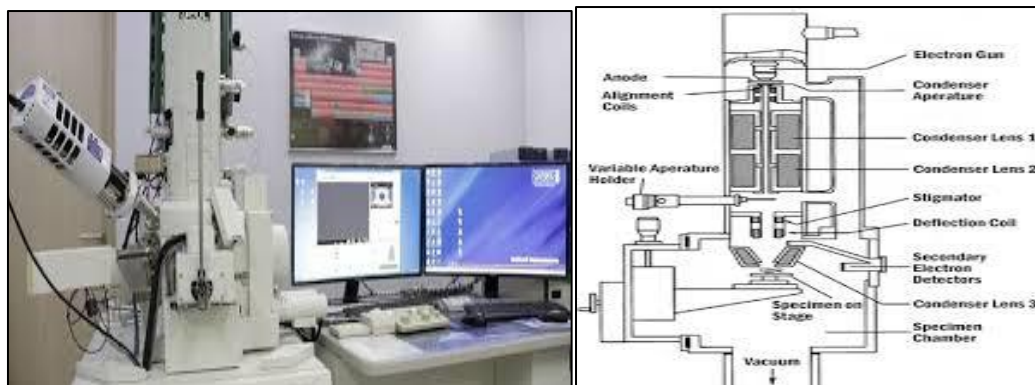 Electron Gun
Anode
Alignment
Coils
Condenser
Aperature
Condenser Lens 1
Condenser Lens 2
Variable Aperature
Holder
Stigmator
Deflection Coil
Secondary
Electron
Detectors
Specimen on
Stage
Condenser Lens 3
Specimen
Chamber
Vacuum